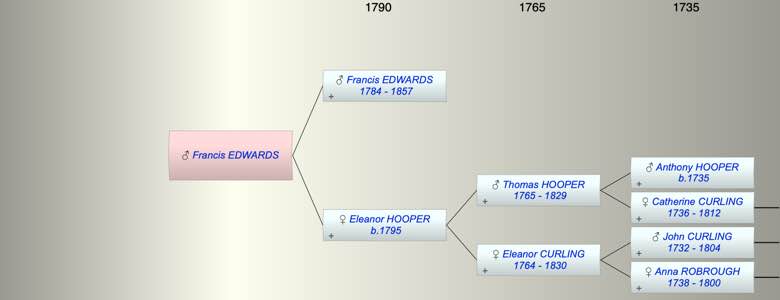 1790 1765 1735
♂ Francis EDWARDS
1784 - 1857
+
♂ Francis EDWARDS
♀ Eleanor HOOPER
b.1795
+
♂ Thomas HOOPER
1765 - 1829
+
♀ Eleanor CURLING
1764 - 1830
+
♂ Anthony HOOPER
b.1735
+
♀ Catherine CURLING
1736 - 1812
+
♂ John CURLING
1732 - 1804
+
♀ Anna ROBROUGH
1738 - 1800
+